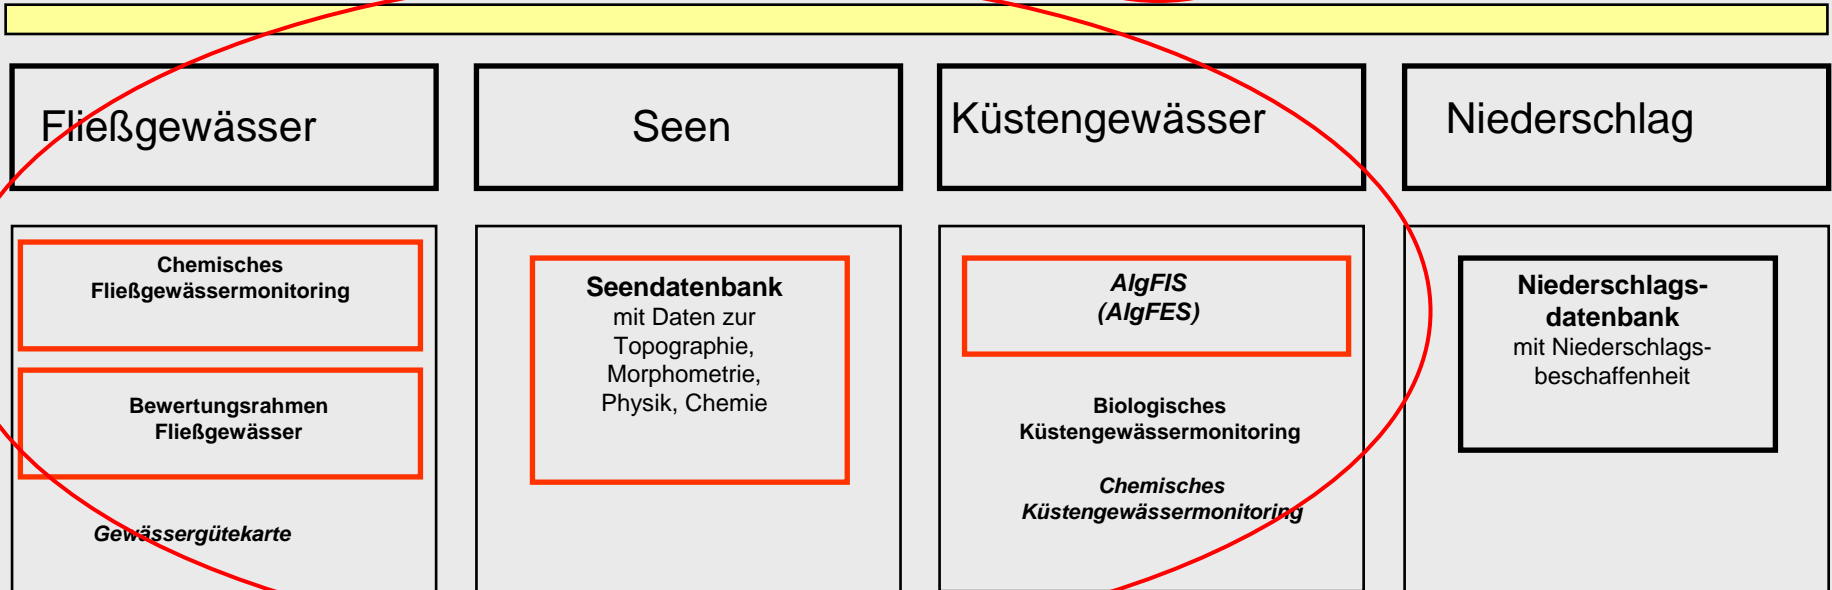 Fließgewässer
Seen
Küstengewässer
Niederschlag
Chemisches
Fließgewässermonitoring
Bewertungsrahmen
Fließgewässer
Gewässergütekarte
Seendatenbank
mit Daten zur
Topographie,
Morphometrie,
Physik, Chemie
AlgFIS
(AlgFES)
Biologisches
Küstengewässermonitoring
Chemisches
Küstengewässermonitoring
Niederschlags-
datenbank
mit Niederschlags-
beschaffenheit